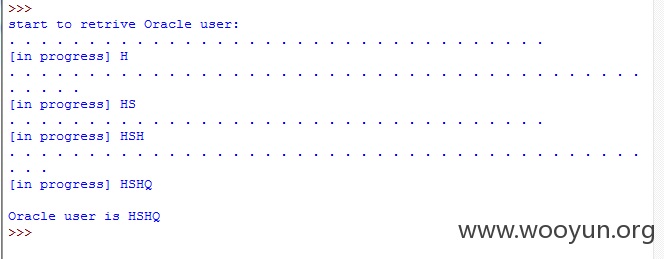 >>>
start to retrive Oracle user:
. . . . . . . . . . . . . . . . . . . . . . . . . . . . . . . . . .
[in progress] H
. . . . . . . . . . . . . . . . . . . . . . . . . . . . . . . . . . . . . . . .
. . . . .
[in progress] HS
. . . . . . . . . . . . . . . . . . . . . . . . . . . . . . . . . .
[in progress] HSH
. . . . . . . . . . . . . . . . . . . . . . . . . . . . . . . . . . . . . . . .
. . .
[in progress] HSHQ
Oracle user is HSHQ
>>>
www.wooyun.org